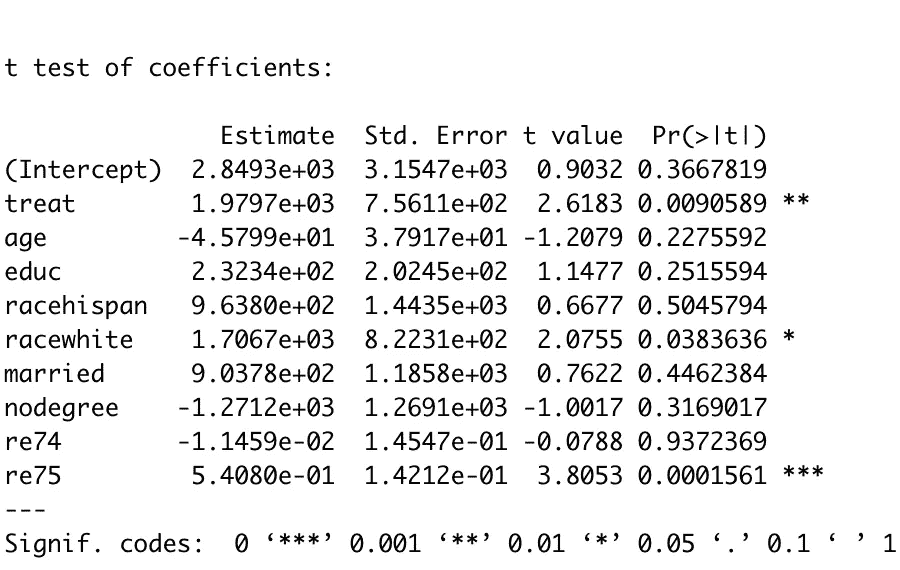 t test of coefficients:
Estimate Std. Error t value Pr(>|t|)
(Intercept) 2.8493e+03 3.1547e+03 0.9032 0.3667819
treat 1.9797e+03 7.5611e+02 2.6183 0.0090589 **
age -4.5799e+01 3.7917e+01 -1.2079 0.2275592
educ 2.3234e+02 2.0245e+02 1.1477 0.2515594
racehispan 9.6380e+02 1.4435e+03 0.6677 0.5045794
racewhite 1.7067e+03 8.2231e+02 2.0755 0.0383636 *
married 9.0378e+02 1.1858e+03 0.7622 0.4462384
nodegree -1.2712e+03 1.2691e+03 -1.0017 0.3169017
re74 -1.1459e-02 1.4547e-01 -0.0788 0.9372369
re75 5.4080e-01 1.4212e-01 3.8053 0.0001561 ***
---
Signif. codes: 0 ‘***’ 0.001 ‘**’ 0.01 ‘*’ 0.05 ‘.’ 0.1 ‘ ’ 1